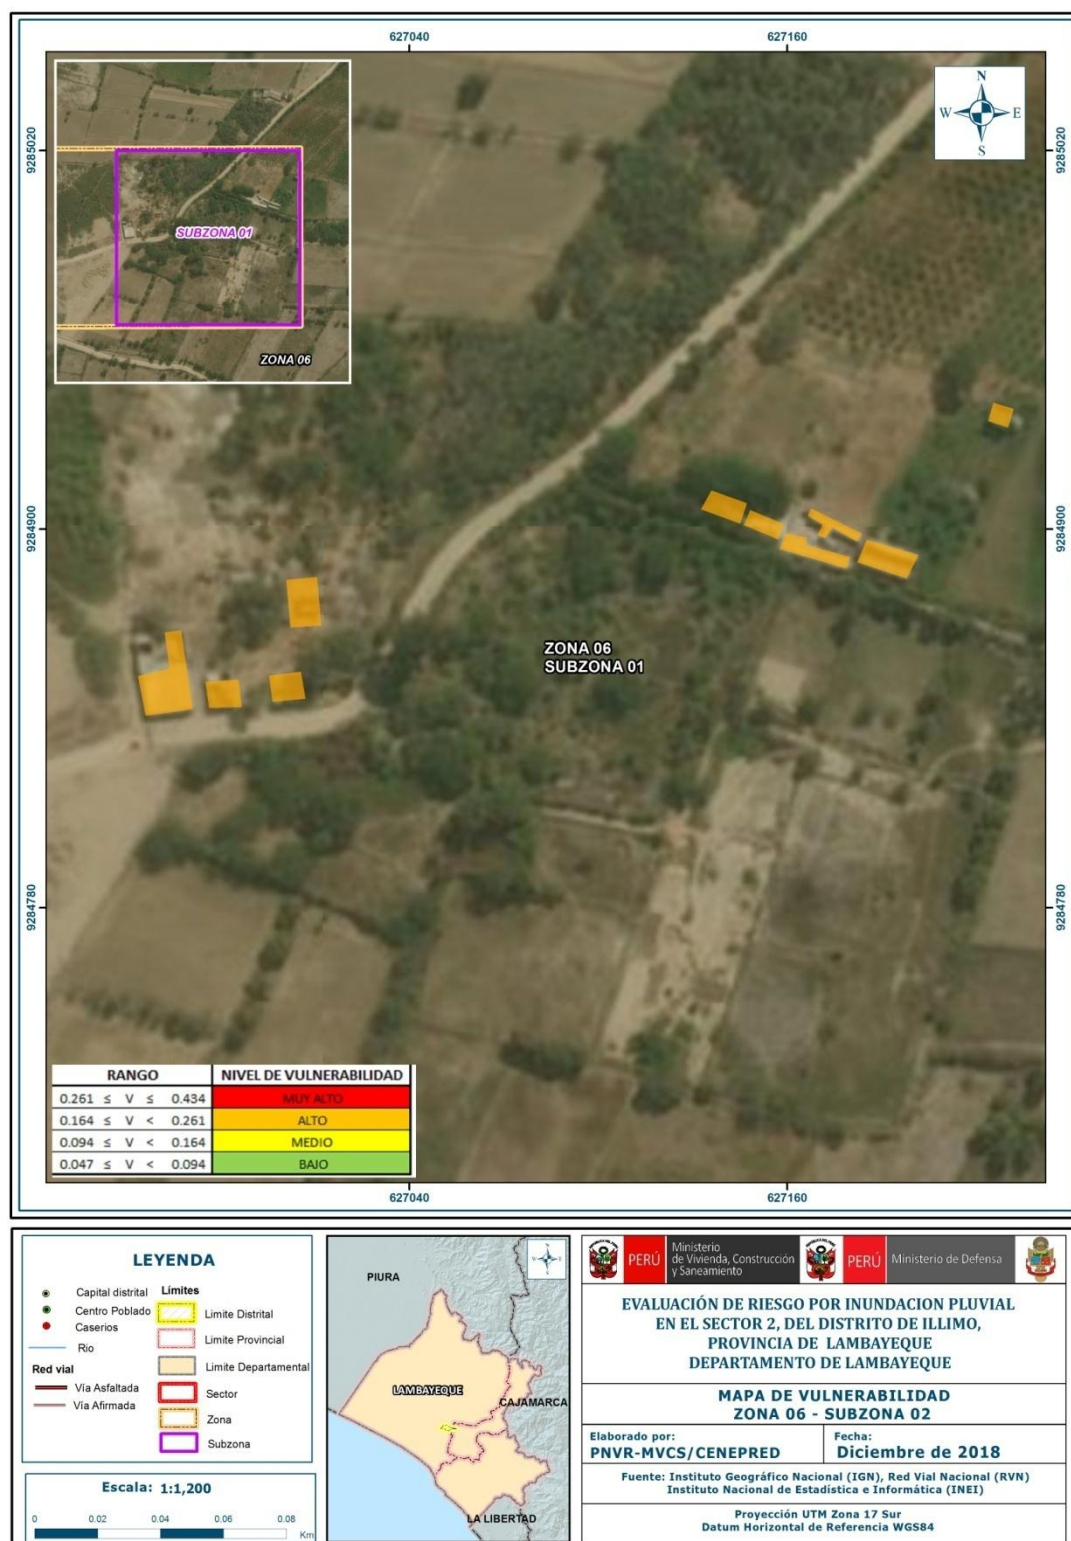 627040
627160
N
W
E
S
9285020
9285020
SUBZONA 01
ZONA 06
9284900
9284900
ZONA 06
SUBZONA 01
9284780
9284780
RANGO NIVEL DE VULNERABILIDAD
0.261 ≤ V ≤ 0.434 MUY ALTO
0.164 ≤ V < 0.261 ALTO
0.094 ≤ V < 0.164 MEDIO
0.047 ≤ V < 0.094 BAJO
627040
627160
LEYENDA
Capital distrital
Centro Poblado
Caserios
Rio
Red vial
Vía Asfaltada
Vía Afirmada
Límites
Limite Distrital
Limite Provincial
Limite Departamental
Sector
Zona
Subzona
Escala: 1:1,200
0 0.02 0.04 0.06 0.08
Km
PIURA
LAMBAYEQUE
CAJAMARCA
LA LIBERTAD
PERÚ
Ministerio
de Vivienda, Construcción
y Saneamiento
PERÚ
Ministerio de Defensa
EVALUACIÓN DE RIESGO POR INUNDACION PLUVIAL
EN EL SECTOR 2, DEL DISTRITO DE ILLIMO,
PROVINCIA DE LAMBAYEQUE
DEPARTAMENTO DE LAMBAYEQUE
MAPA DE VULNERABILIDAD
ZONA 06 - SUBZONA 02
Elaborado por:
PNVR-MVCS/CENEPRED
Fecha:
Diciembre de 2018
Fuente: Instituto Geográfico Nacional (IGN), Red Vial Nacional (RVN)
Instituto Nacional de Estadística e Informática (INEI)
Proyección UTM Zona 17 Sur
Datum Horizontal de Referencia WGS84